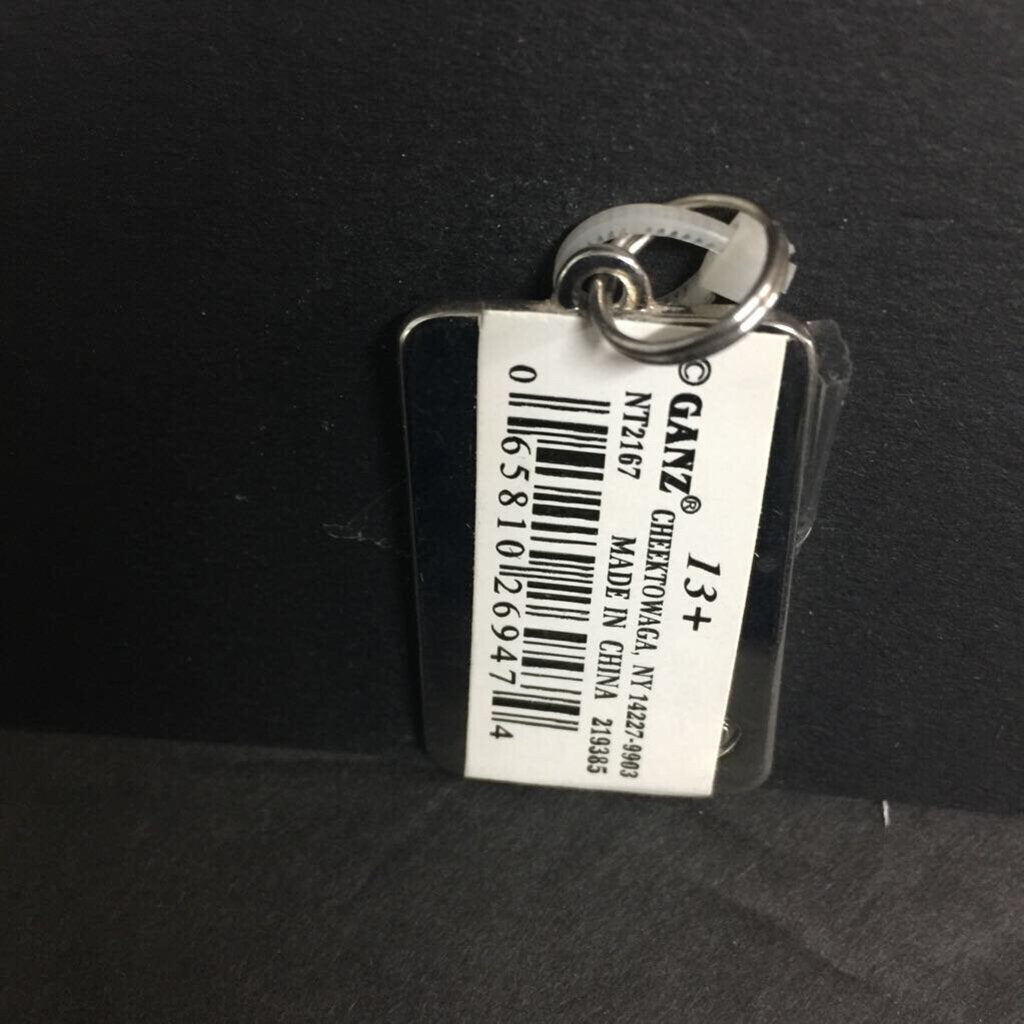 ©GANZ® 13+
CHEEKTOWAGA, NY 14227-9903
NT2167 MADE IN CHINA 219385
0 65810 26947 4